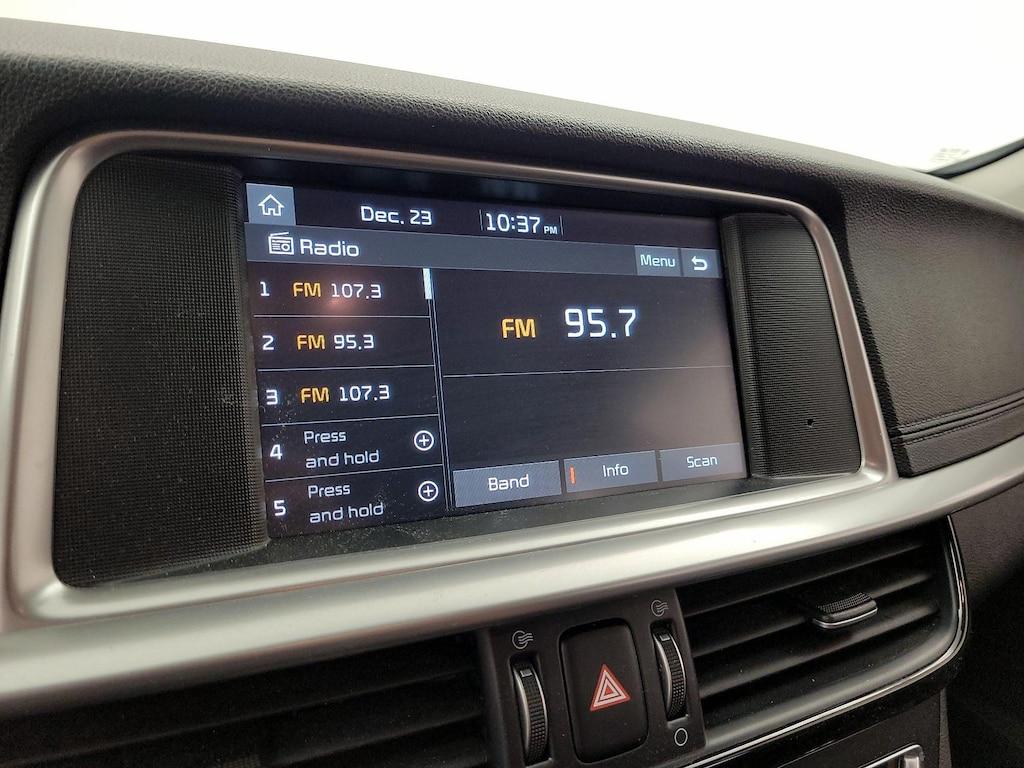 Dec. 23
10:37 PM
Radio
Menu
1 FM 107.3
2 FM 95.3
3 FM 107.3
4 Press
and hold
5 Press
and hold
FM 95.7
Band
Info
Scan